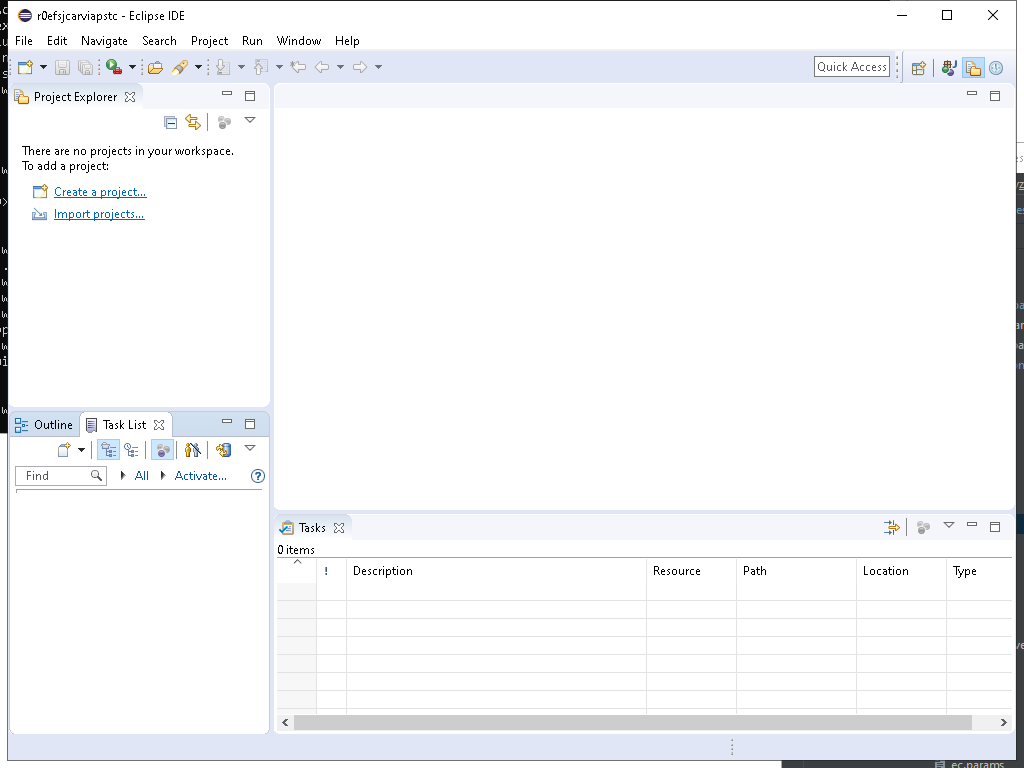 r0efsjcarviapstc - Eclipse IDE
File Edit Navigate Search Project Run Window Help
Quick Access
Project Explorer
There are no projects in your workspace.
To add a project:
Create a project...
Import projects...
Outline Task List
Find All Activate...
Tasks
0 items
! Description Resource Path Location Type
ec.params